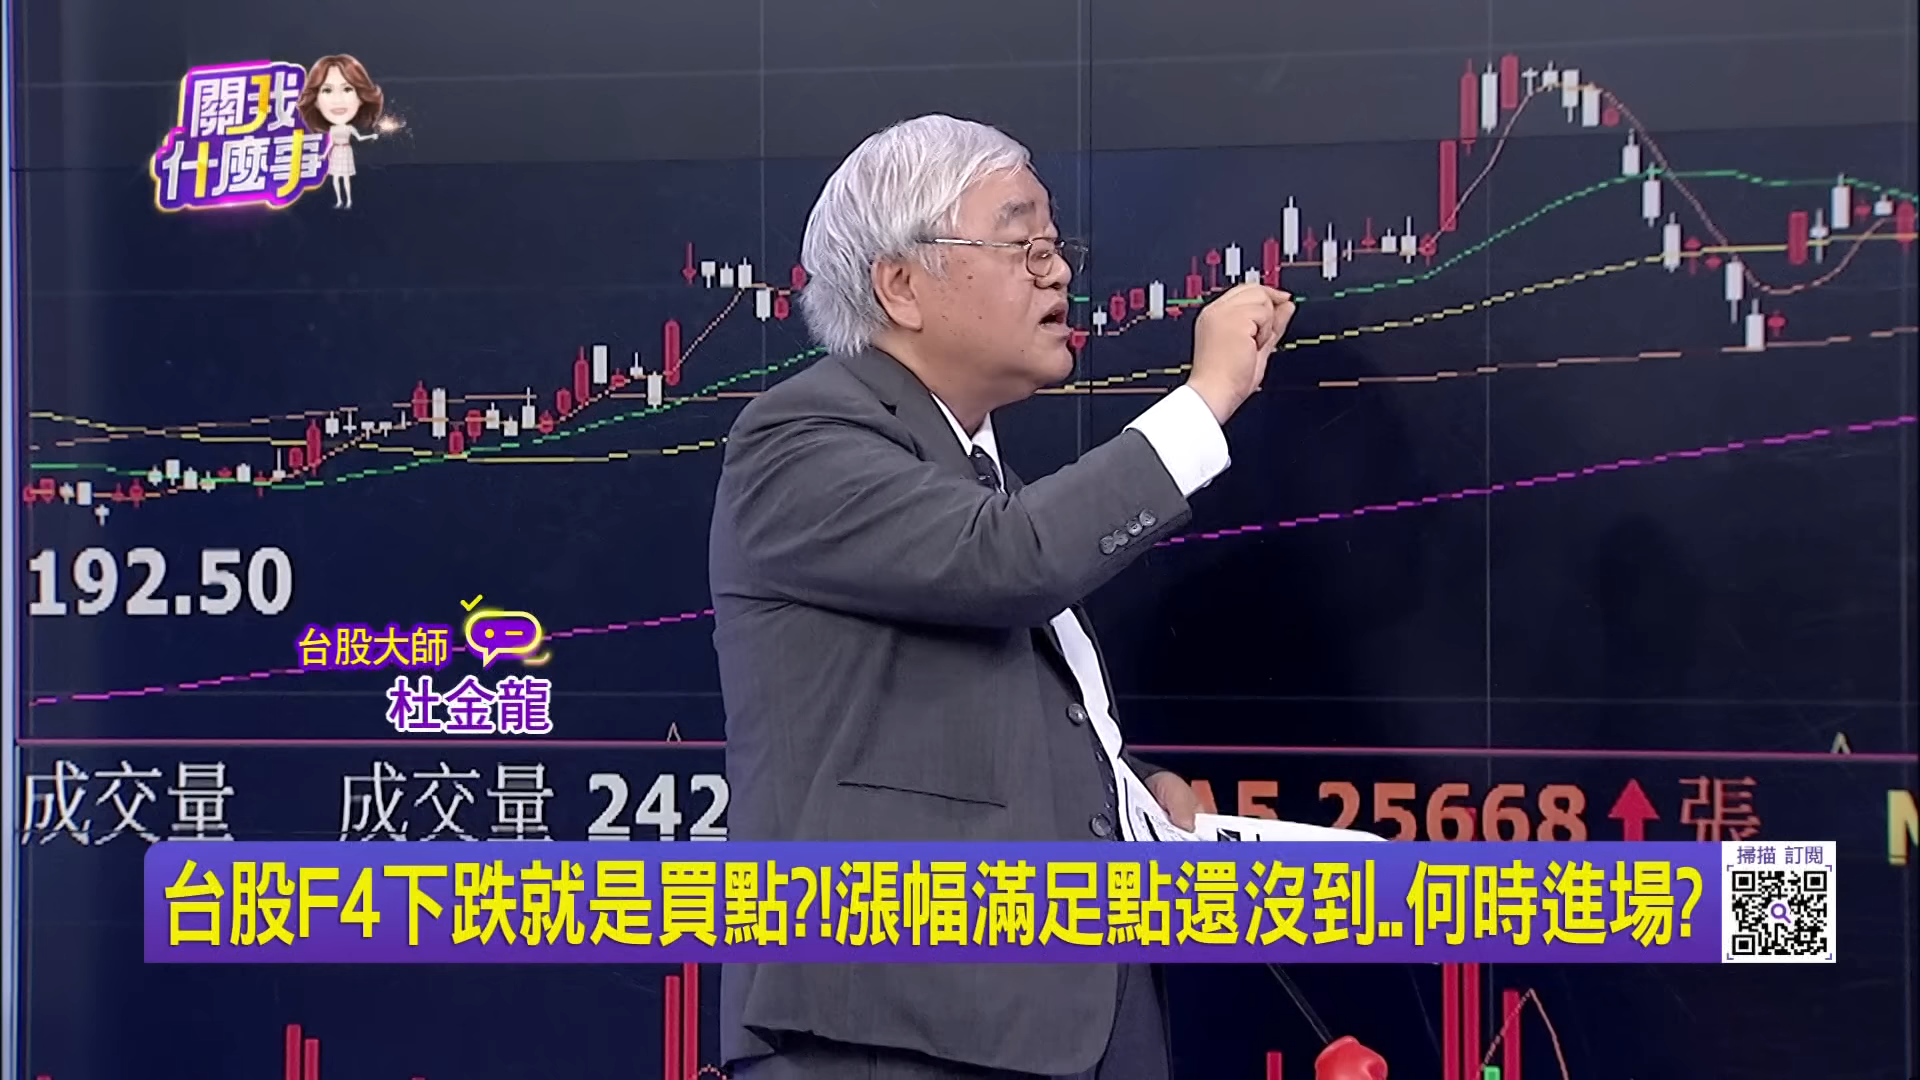 關我
什麼事
192.50
台股大師
杜金龍
成交量 成交量 242
A5 25668 張
台股F4下跌就是買點?!漲幅滿足點還沒到..何時進場?
掃描 訂閱